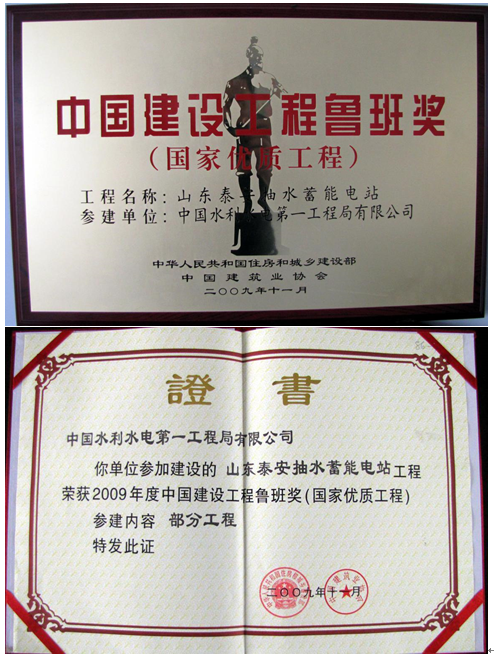 中国建设工程鲁班奖
（国家优质工程）
工程名称：山东泰安抽水蓄能电站
参建单位：中国水利水电第一工程局有限公司
中华人民共和国住房和城乡建设部
中国建筑业协会
二〇〇九年十一月
證書
中国水利水电第一工程局有限公司
你单位参加建设的 山东泰安抽水蓄能电站工程
荣获2009年度中国建设工程鲁班奖(国家优质工程)
参建内容 部分工程
特发此证
二〇〇九年十一月